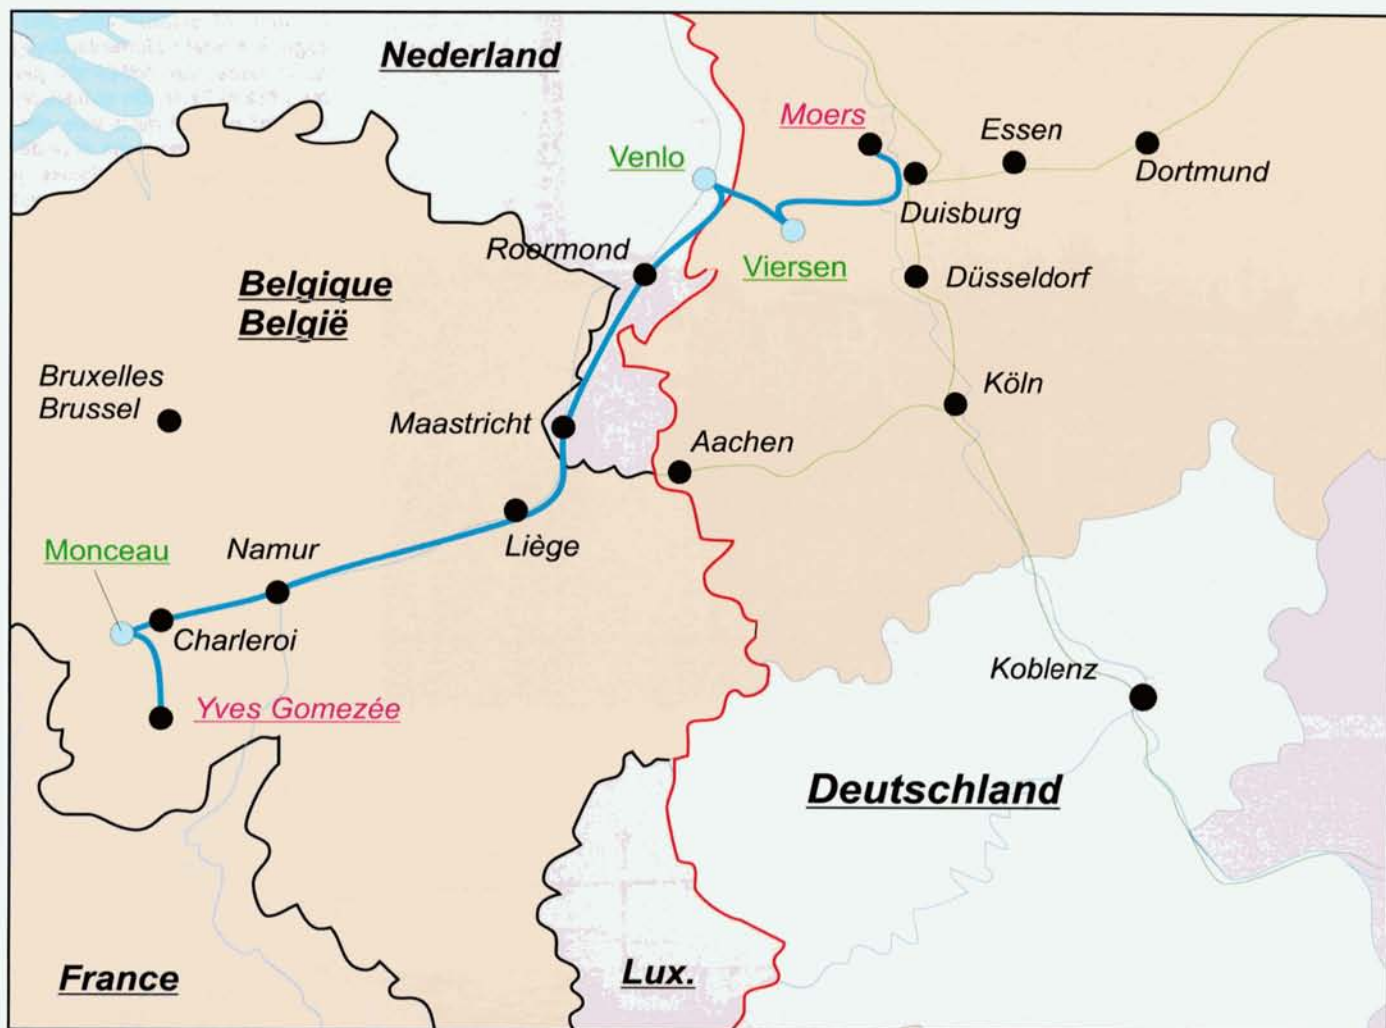 Nederland
Moers
Essen
Venlo
Dortmund
Duisburg
Roormond
Viersen
Düsseldorf
Belgique
België
Bruxelles
Brussel
Köln
Maastricht
Aachen
Monceau
Namur
Liège
Charleroi
Koblenz
Yves Gomezée
Deutschland
France
Lux.